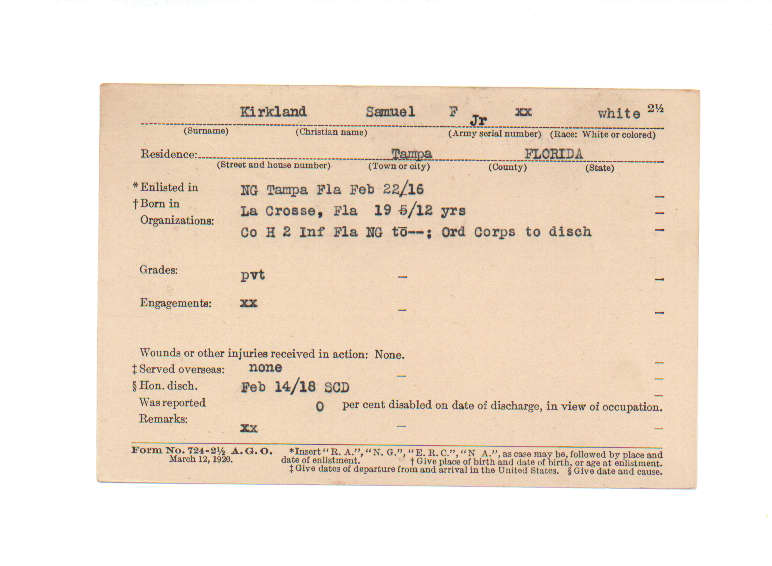 Kirkland Samuel F Jr xx white 2½
(Surname) (Christian name) (Army serial number) (Race: White or colored)
Residence: Tampa FLORIDA
(Street and house number) (Town or city) (County) (State)
*Enlisted in NG Tampa Fla Feb 22/16
†Born in La Crosse, Fla 19 5/12 yrs
Organizations: Co H 2 Inf Fla NG to--; Ord Corps to disch
Grades: pvt
Engagements: xx
Wounds or other injuries received in action: None.
‡Served overseas: none
§Hon. disch. Feb 14/18 SCD
Was reported 0 per cent disabled on date of discharge, in view of occupation.
Remarks: xx
Form No. 724-2½ A.G.O. *Insert "R. A.", "N. G.", "E. R. C.", "N A.", as case may be, followed by place and
March 12, 1920. date of enlistment. †Give place of birth and date of birth, or age at enlistment.
‡Give dates of departure from and arrival in the United States. §Give date and cause.